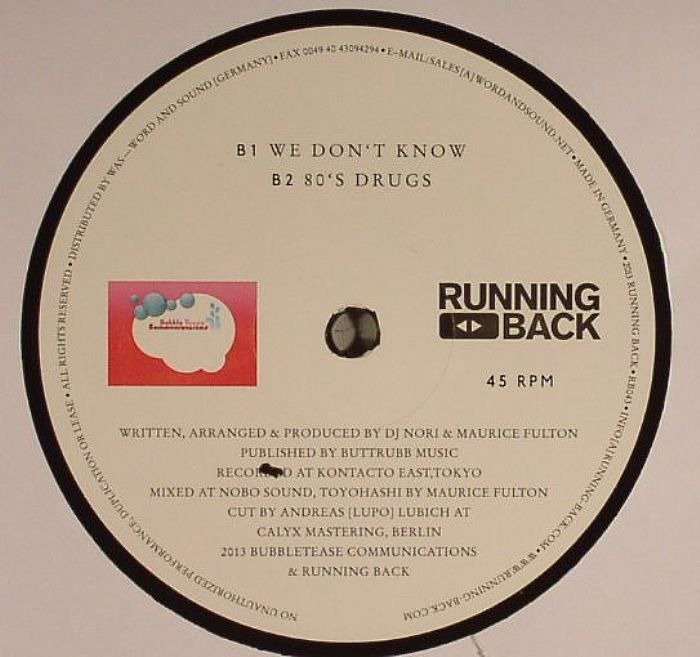 B1 WE DON'T KNOW
B2 80'S DRUGS
Bubble Tease
Communications
RUNNING
BACK
45 RPM
WRITTEN, ARRANGED & PRODUCED BY DJ NORI & MAURICE FULTON
PUBLISHED BY BUTTRUBB MUSIC
RECORDED AT KONTACTO EAST,TOKYO
MIXED AT NOBO SOUND, TOYOHASHI BY MAURICE FULTON
CUT BY ANDREAS [LUPO] LUBICH AT
CALYX MASTERING, BERLIN
2013 BUBBLETEASE COMMUNICATIONS
& RUNNING BACK
NO UNAUTHORIZED PERFORMANCE, DUPLICATION OR LEASE • ALL RIGHTS RESERVED • DISTRIBUTED BY WAS—WORD AND SOUND [GERMANY] • FAX 0049 40 43094294 • E-MAIL: SALES[A]WORDANDSOUND.NET • MADE IN GERMANY • 2013 RUNNING BACK • RB043 • INFO[A]RUNNING-BACK.COM • WWW.RUNNING-BACK.COM